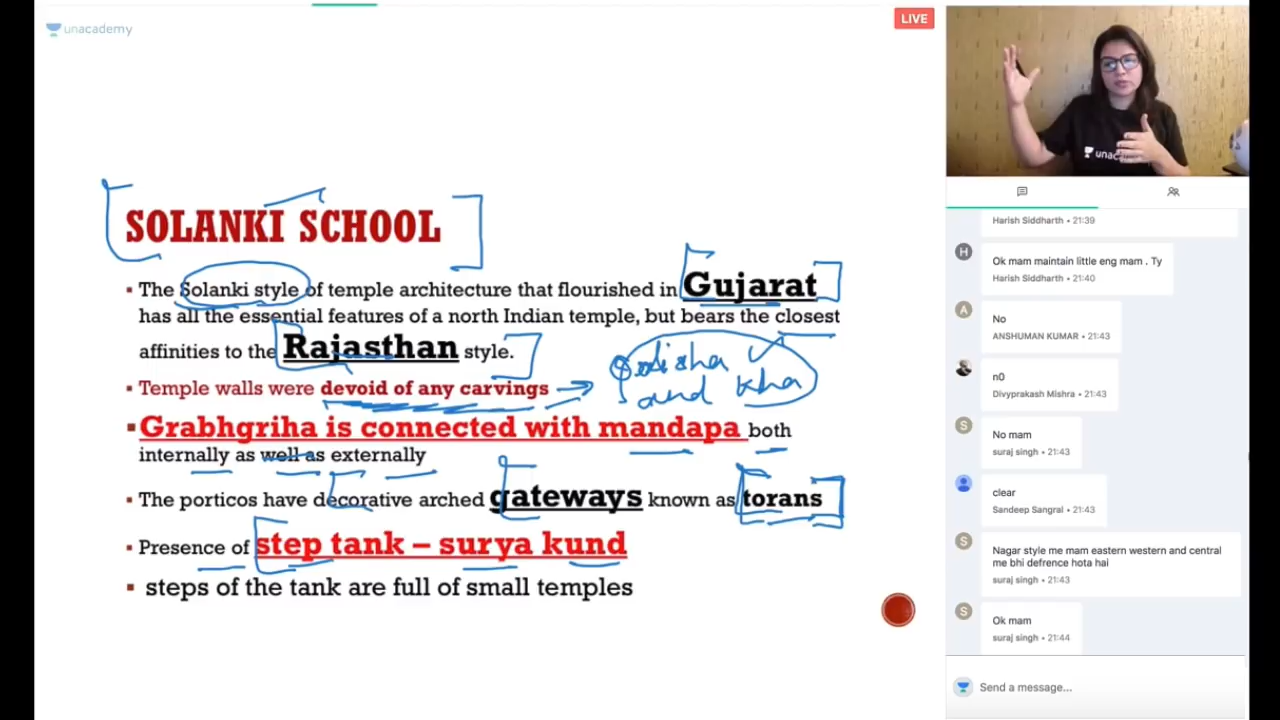 unacademy
LIVE
SOLANKI SCHOOL
▪ The Solanki style of temple architecture that flourished in Gujarat
has all the essential features of a north Indian temple, but bears the closest
affinities to the Rajasthan style.
▪ Temple walls were devoid of any carvings
odisha
and kha
▪ Grabhgriha is connected with mandapa both
internally as well as externally
▪ The porticos have decorative arched gateways known as torans
▪ Presence of step tank – surya kund
▪ steps of the tank are full of small temples
unac
Harish Siddharth • 21:39
H
Ok mam maintain little eng mam . Ty
Harish Siddharth • 21:40
A
No
ANSHUMAN KUMAR • 21:43
n0
Divyprakash Mishra • 21:43
S
No mam
suraj singh • 21:43
clear
Sandeep Sangral • 21:43
S
Nagar style me mam eastern western and central
me bhi defrence hota hai
suraj singh • 21:43
S
Ok mam
suraj singh • 21:44
Send a message...